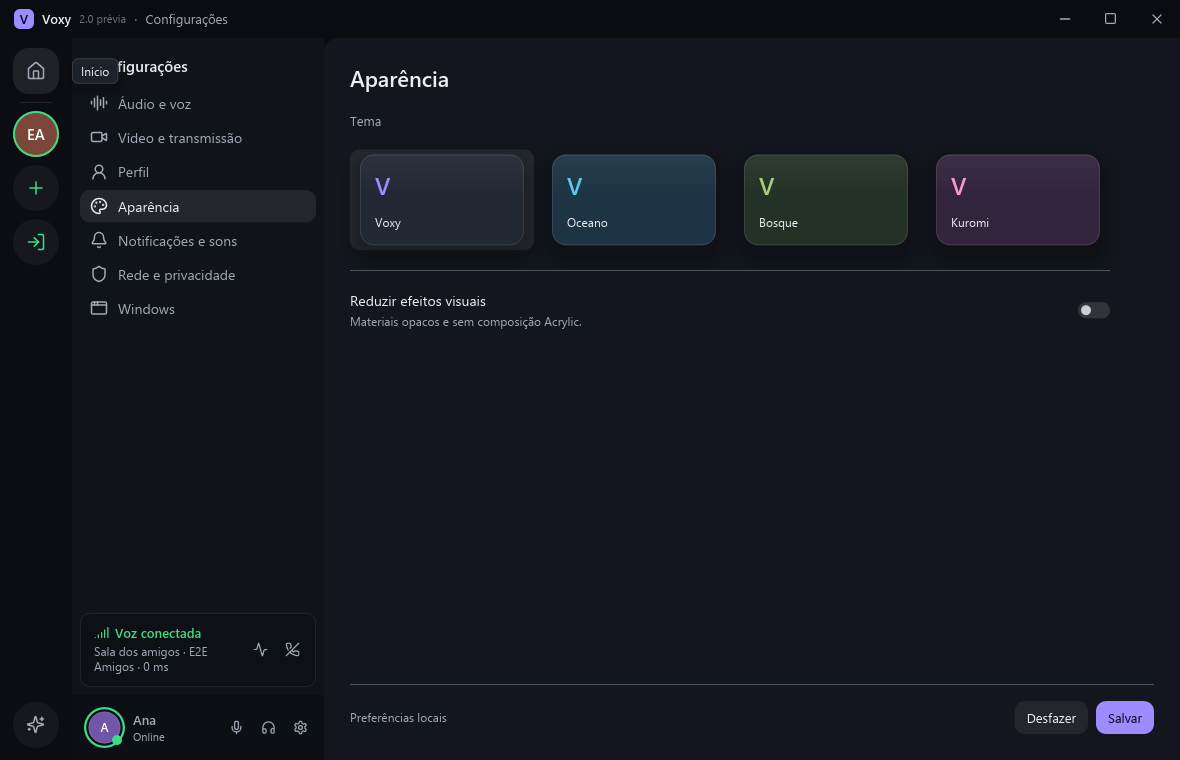 V Voxy 2.0 prévia · Configurações
Início
figurações
EA
Áudio e voz
Vídeo e transmissão
Perfil
Aparência
Notificações e sons
Rede e privacidade
Windows
Voz conectada
Sala dos amigos · E2E
Amigos · 0 ms
A
Ana
Online
Aparência
Tema
V
Voxy
V
Oceano
V
Bosque
V
Kuromi
Reduzir efeitos visuais
Materiais opacos e sem composição Acrylic.
Preferências locais
Desfazer
Salvar